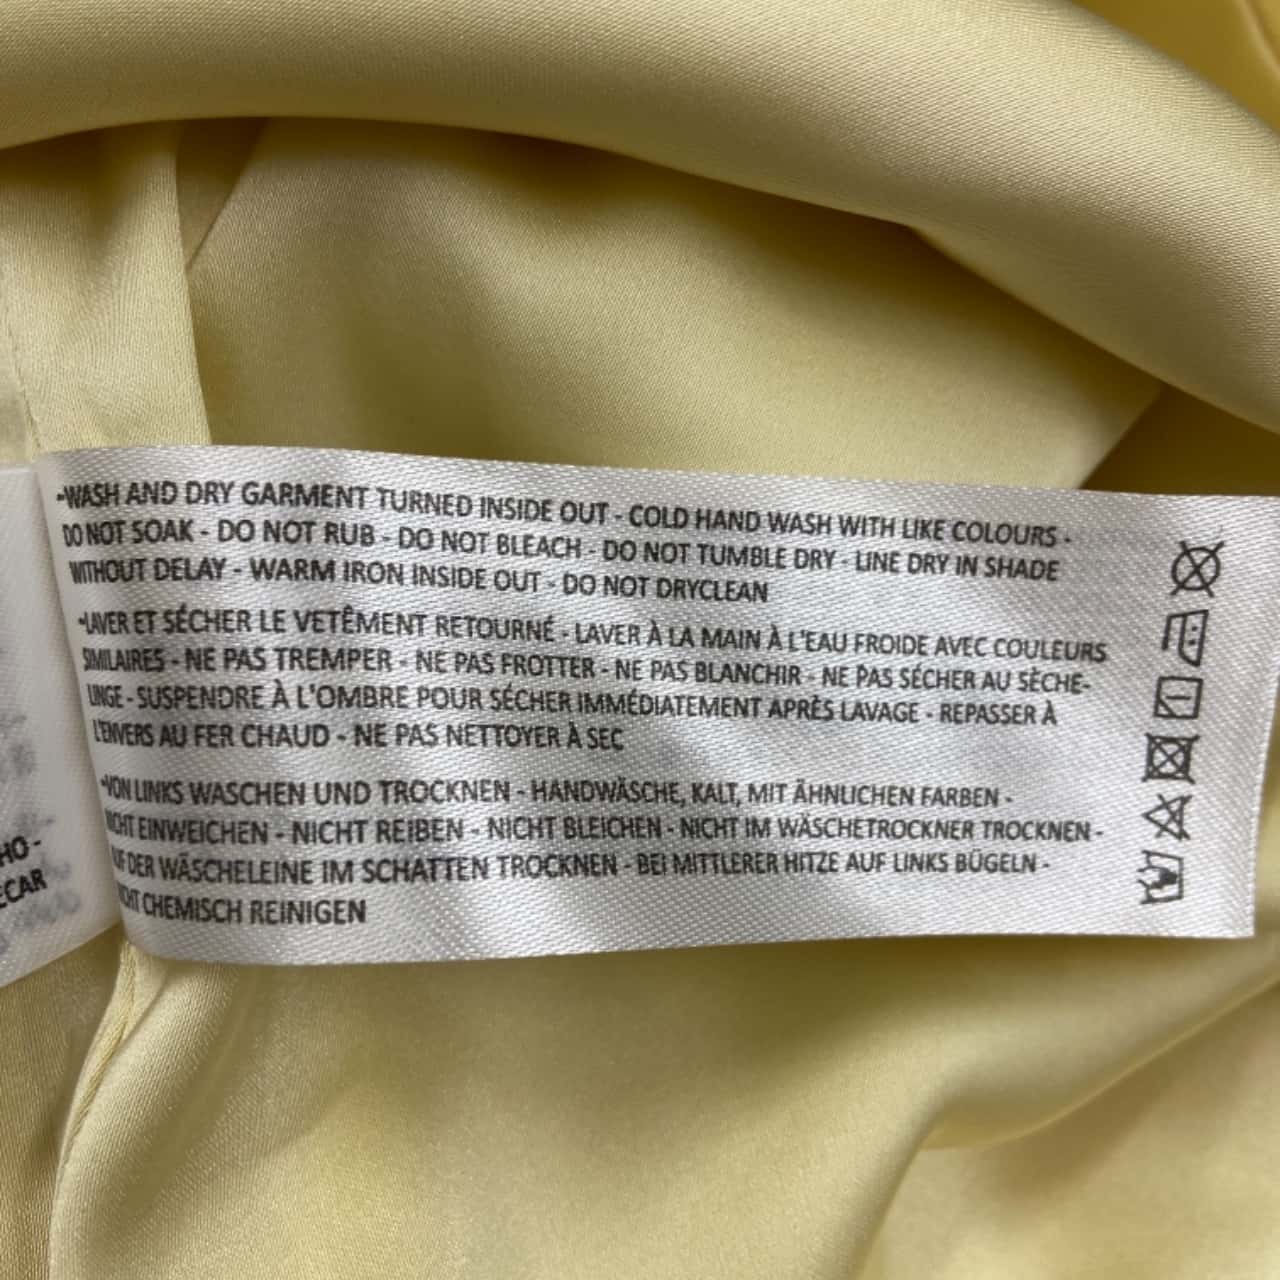 -WASH AND DRY GARMENT TURNED INSIDE OUT - COLD HAND WASH WITH LIKE COLOURS -
DO NOT SOAK - DO NOT RUB - DO NOT BLEACH - DO NOT TUMBLE DRY - LINE DRY IN SHADE
WITHOUT DELAY - WARM IRON INSIDE OUT - DO NOT DRYCLEAN
-LAVER ET SÉCHER LE VETÊMENT RETOURNÉ - LAVER À LA MAIN À L'EAU FROIDE AVEC COULEURS
SIMILAIRES - NE PAS TREMPER - NE PAS FROTTER - NE PAS BLANCHIR - NE PAS SÉCHER AU SÈCHE-
LINGE - SUSPENDRE À L'OMBRE POUR SÉCHER IMMÉDIATEMENT APRÈS LAVAGE - REPASSER À
L'ENVERS AU FER CHAUD - NE PAS NETTOYER À SEC
-VON LINKS WASCHEN UND TROCKNEN - HANDWÄSCHE, KALT, MIT ÄHNLICHEN FARBEN -
NICHT EINWEICHEN - NICHT REIBEN - NICHT BLEICHEN - NICHT IM WÄSCHETROCKNER TROCKNEN -
AUF DER WÄSCHELEINE IM SCHATTEN TROCKNEN - BEI MITTLERER HITZE AUF LINKS BÜGELN -
NICHT CHEMISCH REINIGEN
HO -
ECAR